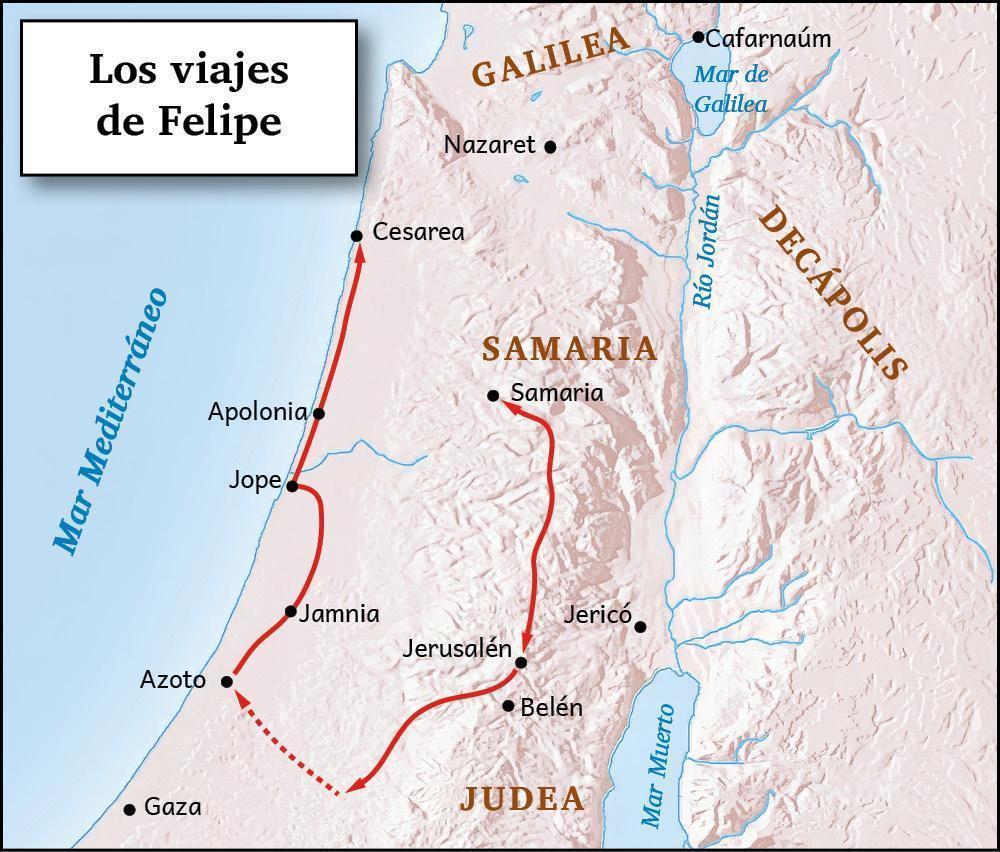 Los viajes
de Felipe
GALILEA
Cafarnaúm
Mar de
Galilea
Nazaret
Cesarea
Río Jordán
DECÁPOLIS
Mar Mediterráneo
SAMARIA
Samaria
Apolonia
Jope
Jamnia
Jericó
Jerusalén
Azoto
Belén
Mar Muerto
JUDEA
Gaza